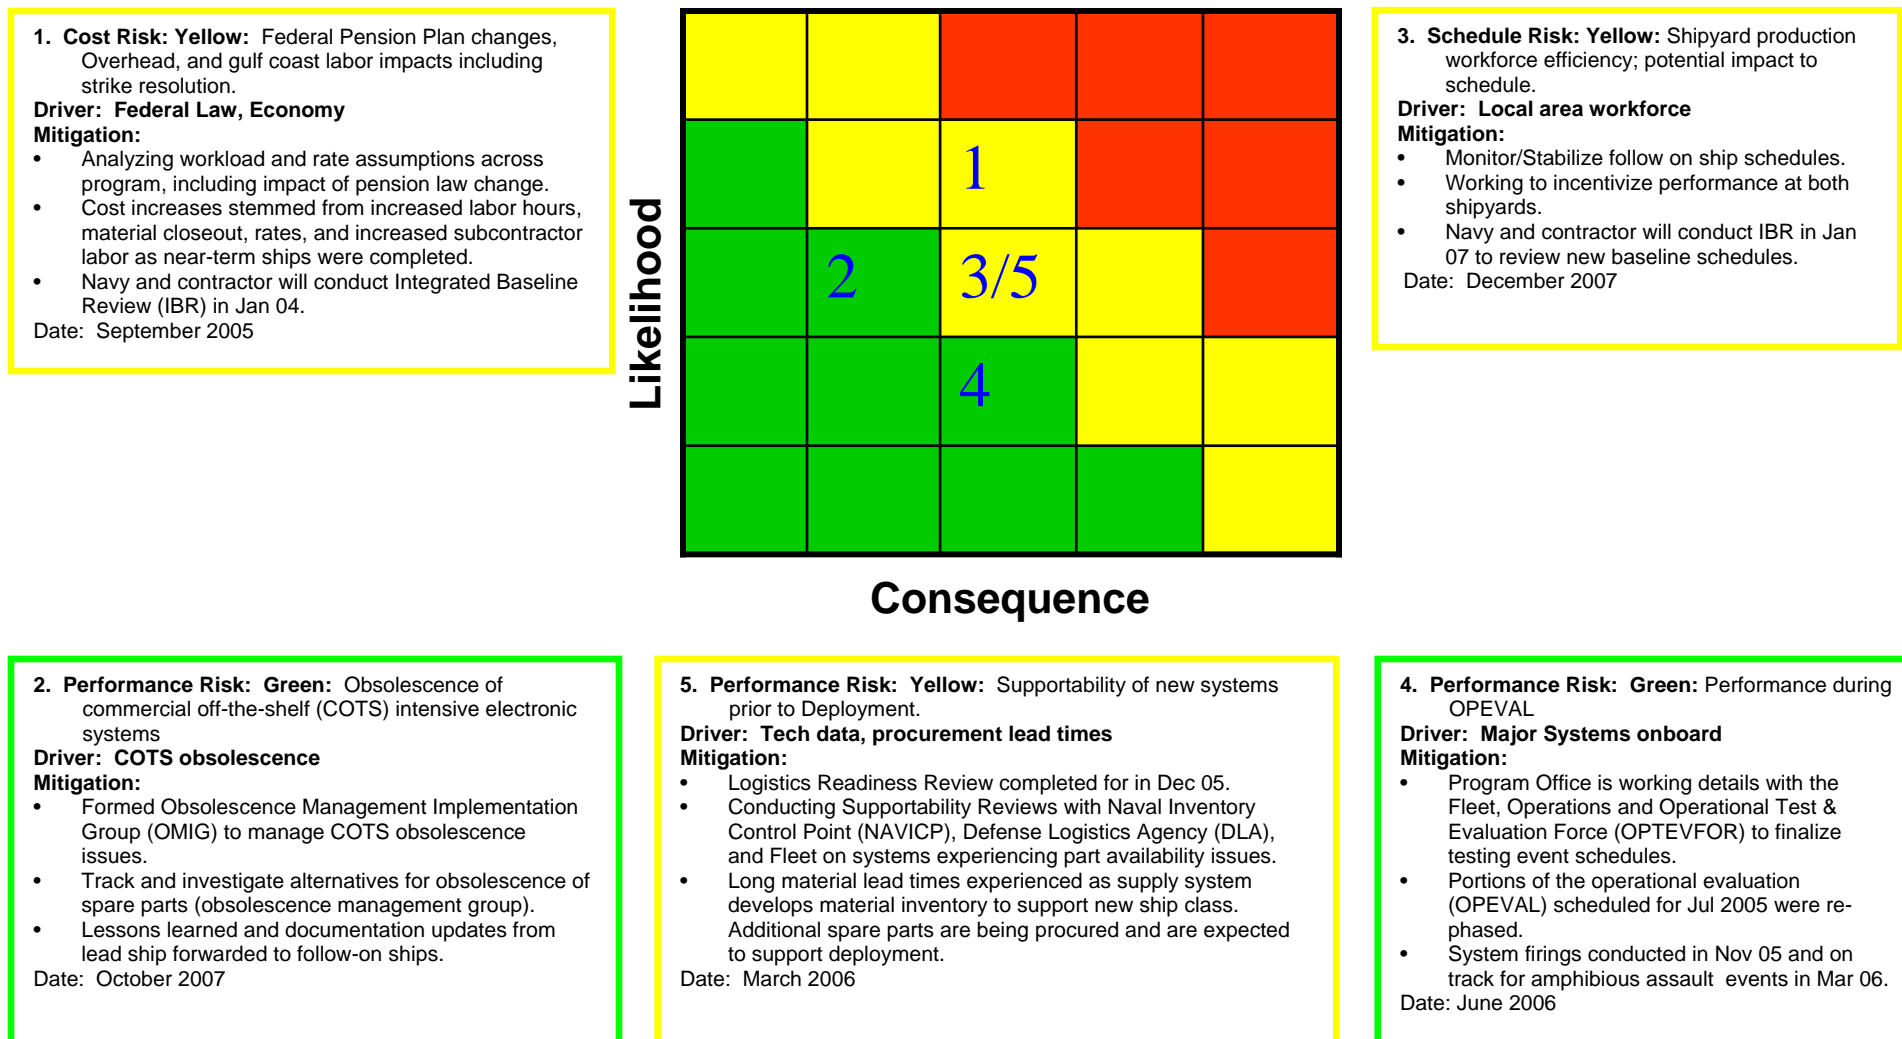 1. Cost Risk: Yellow: Federal Pension Plan changes,
Overhead, and gulf coast labor impacts including
strike resolution.
Driver: Federal Law, Economy
Mitigation:
• Analyzing workload and rate assumptions across
program, including impact of pension law change.
• Cost increases stemmed from increased labor hours,
material closeout, rates, and increased subcontractor
labor as near-term ships were completed.
• Navy and contractor will conduct Integrated Baseline
Review (IBR) in Jan 04.
Date: September 2005
Likelihood
1
2
3/5
4
Consequence
3. Schedule Risk: Yellow: Shipyard production
workforce efficiency; potential impact to
schedule.
Driver: Local area workforce
Mitigation:
• Monitor/Stabilize follow on ship schedules.
• Working to incentivize performance at both
shipyards.
• Navy and contractor will conduct IBR in Jan
07 to review new baseline schedules.
Date: December 2007
2. Performance Risk: Green: Obsolescence of
commercial off-the-shelf (COTS) intensive electronic
systems
Driver: COTS obsolescence
Mitigation:
• Formed Obsolescence Management Implementation
Group (OMIG) to manage COTS obsolescence
issues.
• Track and investigate alternatives for obsolescence of
spare parts (obsolescence management group).
• Lessons learned and documentation updates from
lead ship forwarded to follow-on ships.
Date: October 2007
5. Performance Risk: Yellow: Supportability of new systems
prior to Deployment.
Driver: Tech data, procurement lead times
Mitigation:
• Logistics Readiness Review completed for in Dec 05.
• Conducting Supportability Reviews with Naval Inventory
Control Point (NAVICP), Defense Logistics Agency (DLA),
and Fleet on systems experiencing part availability issues.
• Long material lead times experienced as supply system
develops material inventory to support new ship class.
Additional spare parts are being procured and are expected
to support deployment.
Date: March 2006
4. Performance Risk: Green: Performance during
OPEVAL
Driver: Major Systems onboard
Mitigation:
• Program Office is working details with the
Fleet, Operations and Operational Test &
Evaluation Force (OPTEVFOR) to finalize
testing event schedules.
• Portions of the operational evaluation
(OPEVAL) scheduled for Jul 2005 were re-
phased.
• System firings conducted in Nov 05 and on
track for amphibious assault events in Mar 06.
Date: June 2006